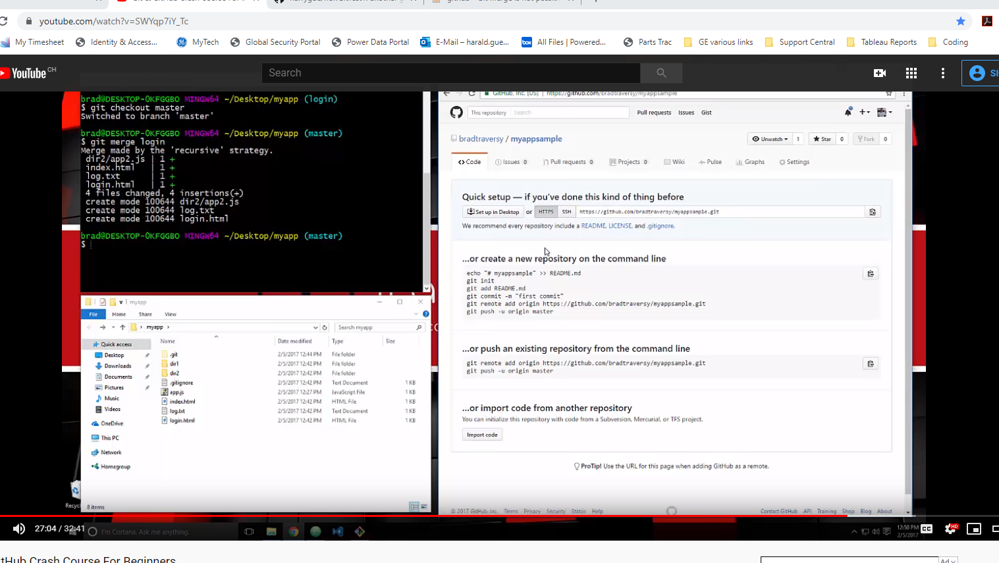 youtube.com/watch?v=SWYqp7iY_Tc
My Timesheet
Identity & Access...
MyTech
Global Security Portal
Power Data Portal
E-Mail – harald.gue...
box
All Files | Powered...
Parts Trac
GE various links
Support Central
Tableau Reports
Coding
YouTube CH
Search
brad@DESKTOP-0KFGGBO MINGW64 ~/Desktop/myapp (login)
$ git checkout master
Switched to branch 'master'
brad@DESKTOP-0KFGGBO MINGW64 ~/Desktop/myapp (master)
$ git merge login
Merge made by the 'recursive' strategy.
dir2/app2.js | 1 +
index.html | 1 +
log.txt | 1 +
login.html | 1 +
4 files changed, 4 insertions(+)
create mode 100644 dir2/app2.js
create mode 100644 log.txt
create mode 100644 login.html
brad@DESKTOP-0KFGGBO MINGW64 ~/Desktop/myapp (master)
$
myapp
File Home Share View
myapp
Search myapp
Name Date modified Type Size
Quick access
Desktop
Downloads
Documents
Pictures
Music
Videos
OneDrive
This PC
Network
Homegroup
.git 2/5/2017 12:44 PM File folder
dir1 2/5/2017 12:42 PM File folder
dir2 2/5/2017 12:42 PM File folder
.gitignore 2/5/2017 12:42 PM Text Document 1 KB
app.js 2/5/2017 12:27 PM JavaScript File 1 KB
index.html 2/5/2017 12:42 PM HTML File 1 KB
log.txt 2/5/2017 12:42 PM Text Document 1 KB
login.html 2/5/2017 12:42 PM HTML File 1 KB
8 items
GitHub, Inc. [US] https://github.com/bradtraversy/myappsample
This repository Search
Pull requests Issues Gist
bradtraversy / myappsample
Unwatch 1 Star 0 Fork 0
Code Issues 0 Pull requests 0 Projects 0 Wiki Pulse Graphs Settings
Quick setup — if you've done this kind of thing before
Set up in Desktop or HTTPS SSH https://github.com/bradtraversy/myappsample.git
We recommend every repository include a README, LICENSE, and .gitignore.
...or create a new repository on the command line
echo "# myappsample" >> README.md
git init
git add README.md
git commit -m "first commit"
git remote add origin https://github.com/bradtraversy/myappsample.git
git push -u origin master
...or push an existing repository from the command line
git remote add origin https://github.com/bradtraversy/myappsample.git
git push -u origin master
...or import code from another repository
You can initialize this repository with code from a Subversion, Mercurial, or TFS project.
Import code
ProTip! Use the URL for this page when adding GitHub as a remote.
© 2017 GitHub, Inc. Terms Privacy Security Status Help
Contact GitHub API Training Shop Blog About
27:04 / 32:41
I'm Cortana. Ask me anything.
12:50 PM
2/5/2017
CC
HD
Crash Course For Beginners
Ad